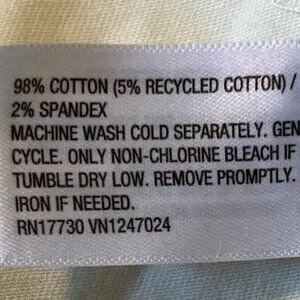 98% COTTON (5% RECYCLED COTTON) /
2% SPANDEX
MACHINE WASH COLD SEPARATELY. GEN
CYCLE. ONLY NON-CHLORINE BLEACH IF
TUMBLE DRY LOW. REMOVE PROMPTLY.
IRON IF NEEDED.
RN17730 VN1247024